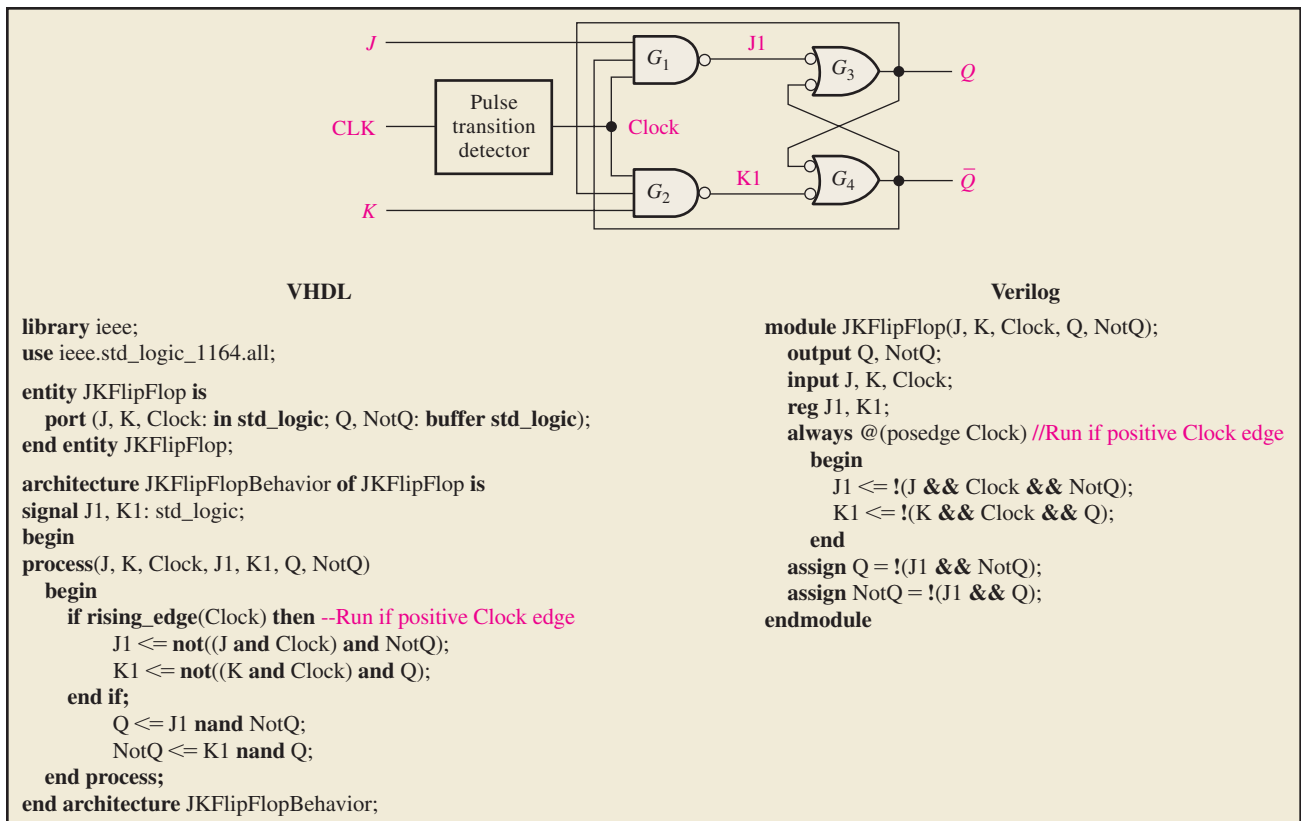 J
G1
J1
G3
Q
Pulse
transition
detector
CLK
Clock
G2
K1
G4
Q̄
K
VHDL
library ieee;
use ieee.std_logic_1164.all;
entity JKFlipFlop is
port (J, K, Clock: in std_logic; Q, NotQ: buffer std_logic);
end entity JKFlipFlop;
architecture JKFlipFlopBehavior of JKFlipFlop is
signal J1, K1: std_logic;
begin
process(J, K, Clock, J1, K1, Q, NotQ)
begin
if rising_edge(Clock) then --Run if positive Clock edge
J1 <= not((J and Clock) and NotQ);
K1 <= not((K and Clock) and Q);
end if;
Q <= J1 nand NotQ;
NotQ <= K1 nand Q;
end process;
end architecture JKFlipFlopBehavior;
Verilog
module JKFlipFlop(J, K, Clock, Q, NotQ);
output Q, NotQ;
input J, K, Clock;
reg J1, K1;
always @(posedge Clock) //Run if positive Clock edge
begin
J1 <= !(J && Clock && NotQ);
K1 <= !(K && Clock && Q);
end
assign Q = !(J1 && NotQ);
assign NotQ = !(J1 && Q);
endmodule